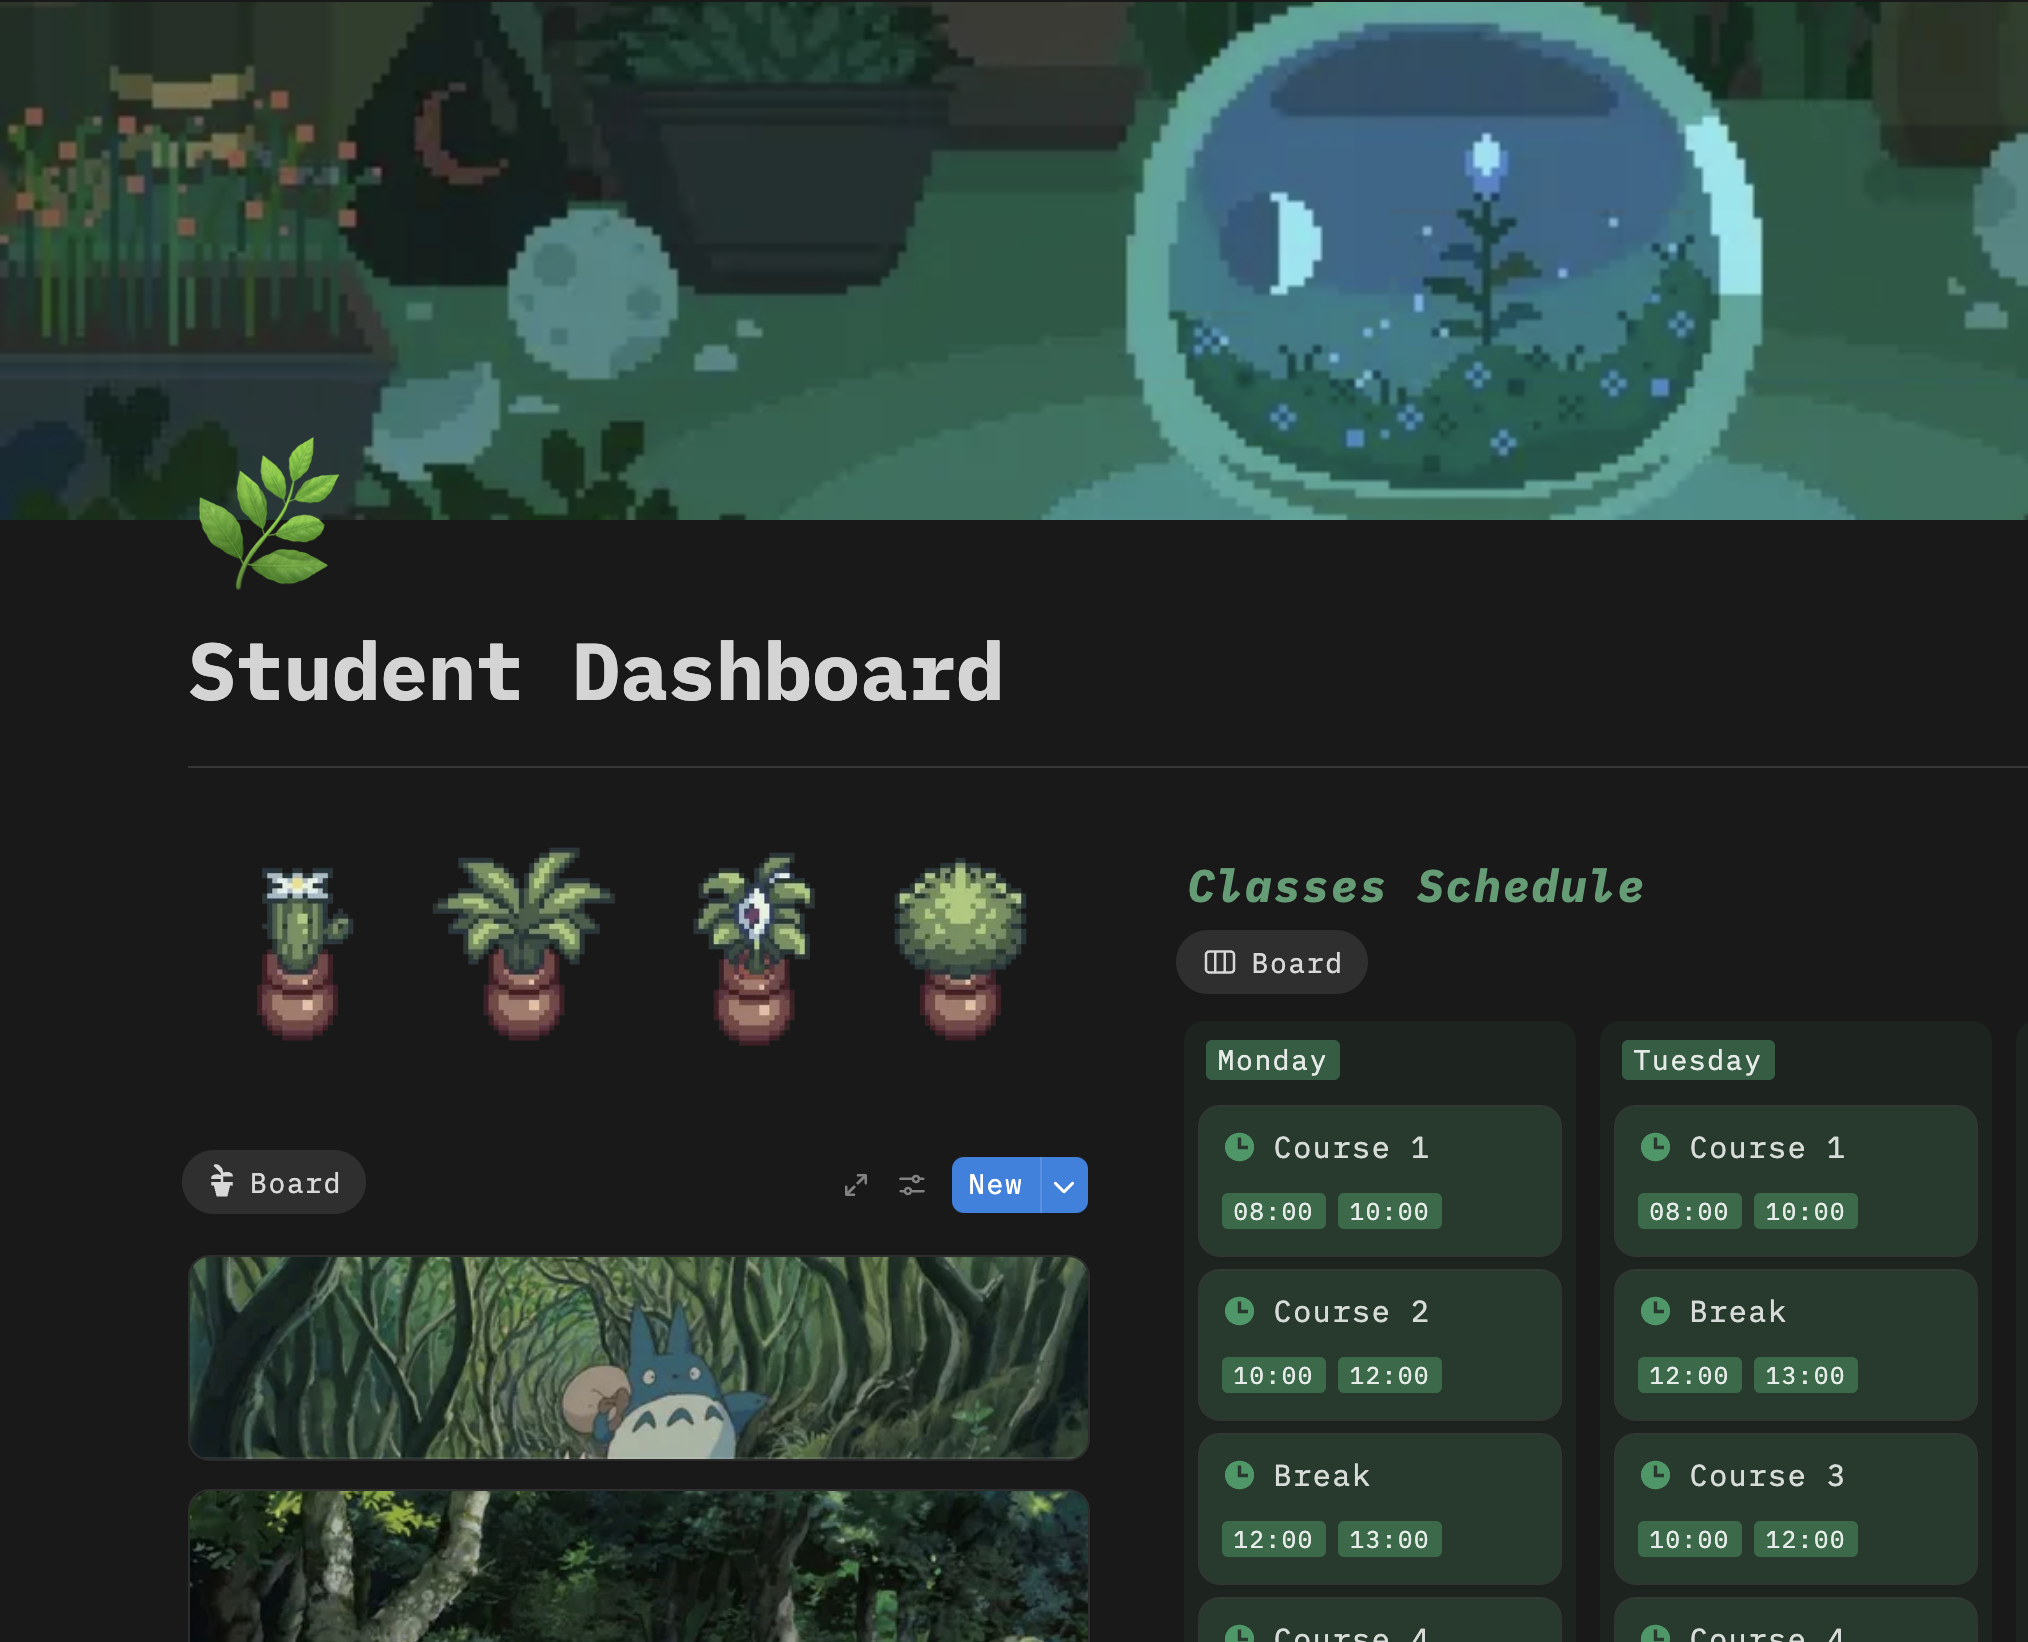 Student Dashboard
Board
New
Classes Schedule
Board
Monday
Course 1
08:00 10:00
Course 2
10:00 12:00
Break
12:00 13:00
Course 4
Tuesday
Course 1
08:00 10:00
Break
12:00 13:00
Course 3
10:00 12:00
Course 4